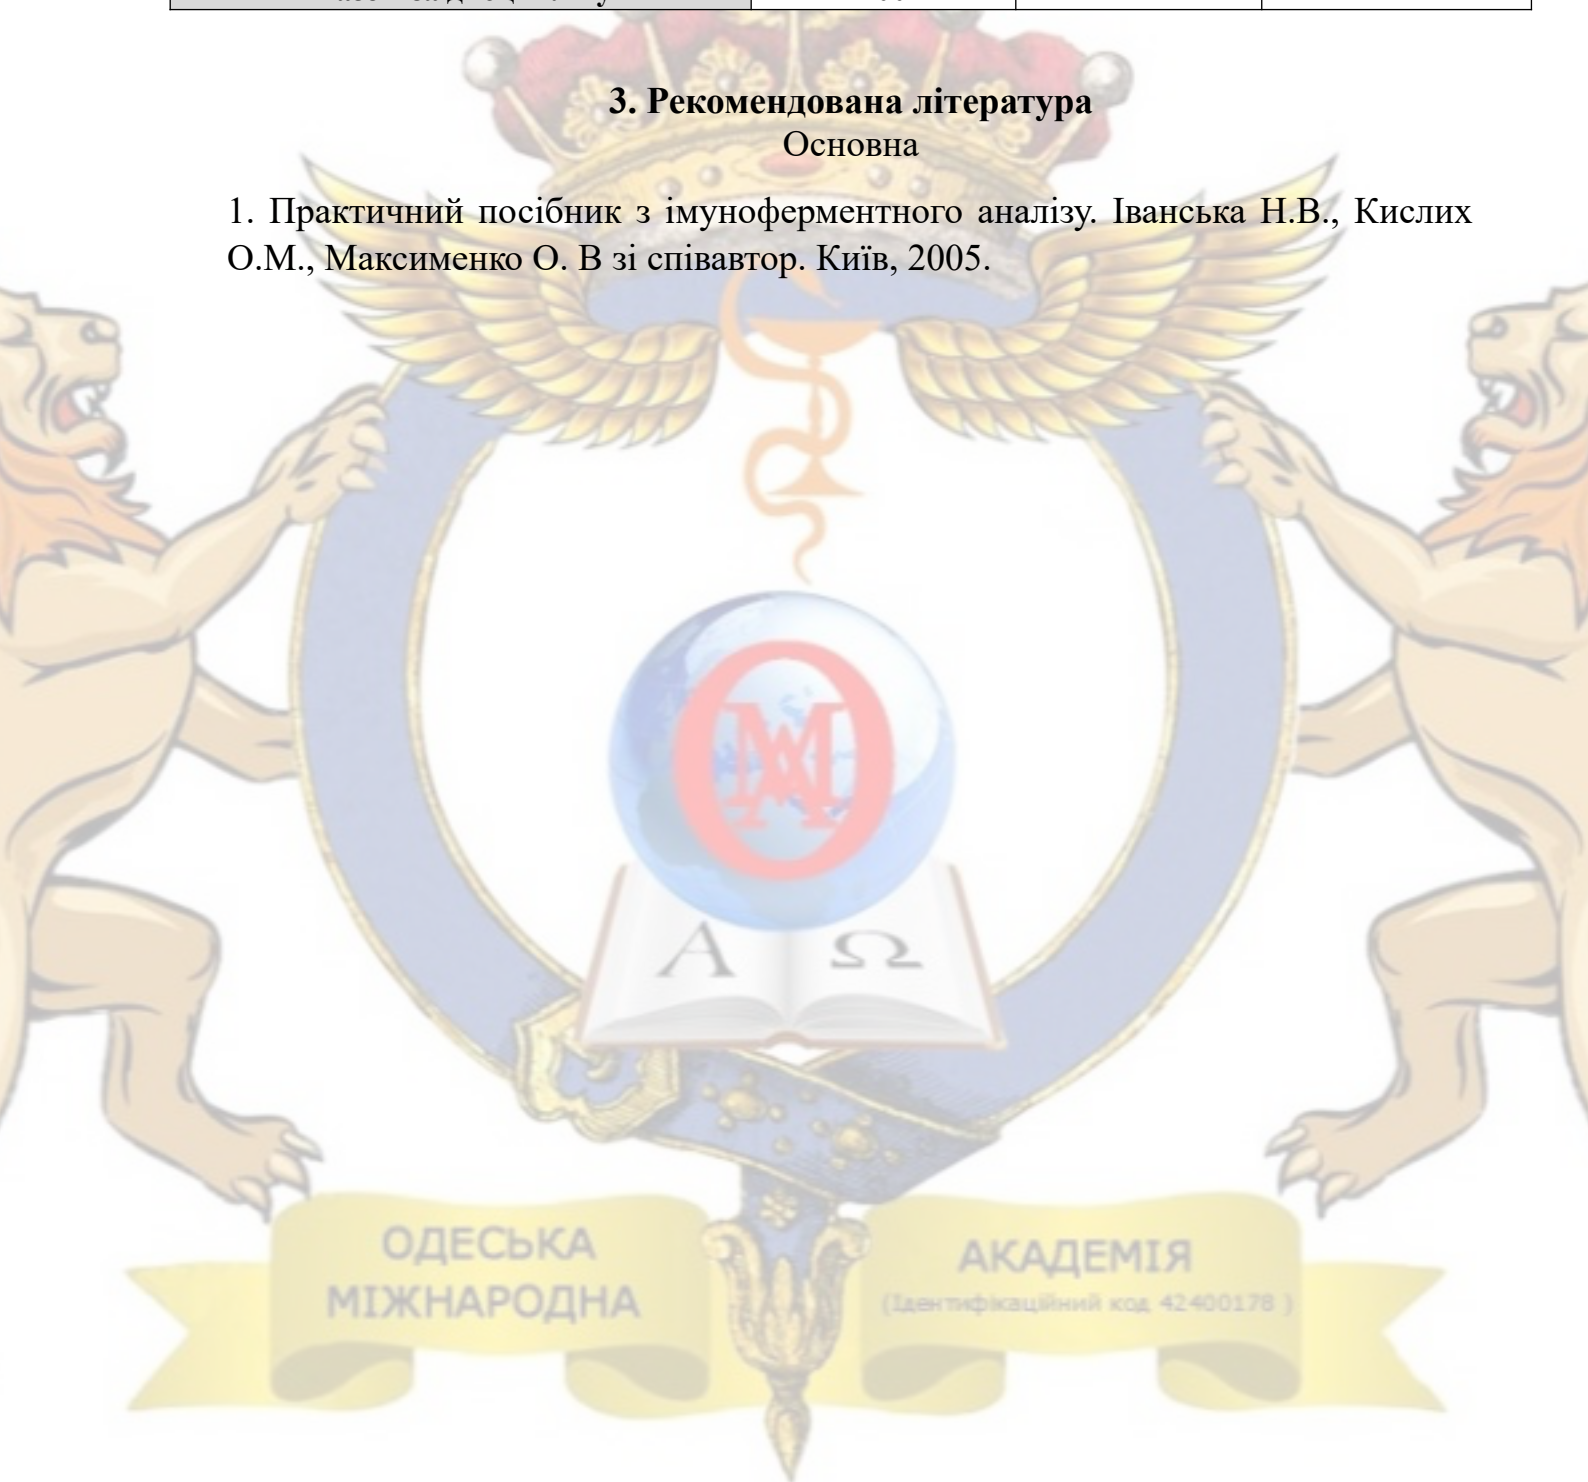 3. Рекомендована література
Основна
1. Практичний посібник з імуноферментного аналізу. Іванська Н.В., Кислих
О.М., Максименко О. В зі співавтор. Київ, 2005.
ОМА
А Ω
ОДЕСЬКА
МІЖНАРОДНА
АКАДЕМІЯ
(Ідентифікаційний код 42400178 )